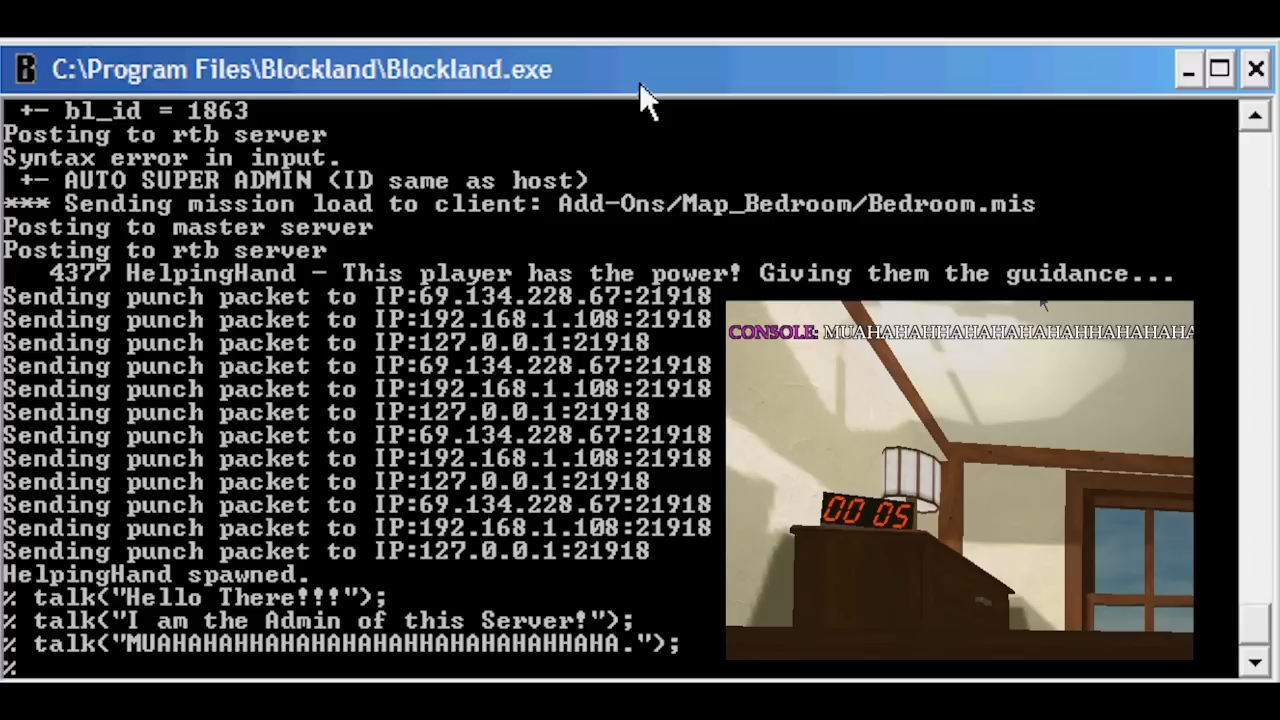 B C:\Program Files\Blockland\Blockland.exe
+- bl_id = 1863
Posting to rtb server
Syntax error in input.
+- AUTO SUPER ADMIN (ID same as host)
*** Sending mission load to client: Add-Ons/Map_Bedroom/Bedroom.mis
Posting to master server
Posting to rtb server
4377 HelpingHand - This player has the power! Giving them the guidance...
Sending punch packet to IP:69.134.228.67:21918
Sending punch packet to IP:192.168.1.108:21918
Sending punch packet to IP:127.0.0.1:21918
Sending punch packet to IP:69.134.228.67:21918
Sending punch packet to IP:192.168.1.108:21918
Sending punch packet to IP:127.0.0.1:21918
Sending punch packet to IP:69.134.228.67:21918
Sending punch packet to IP:192.168.1.108:21918
Sending punch packet to IP:127.0.0.1:21918
Sending punch packet to IP:69.134.228.67:21918
Sending punch packet to IP:192.168.1.108:21918
Sending punch packet to IP:127.0.0.1:21918
HelpingHand spawned.
% talk("Hello There!!!");
% talk("I am the Admin of this Server!");
% talk("MUAHAHAHHAHAHAHAHAHHAHAHAHAHHAHA.");
%
CONSOLE: MUAHAHAHHAHAHAHAHAHHAHAHAHA
00 05